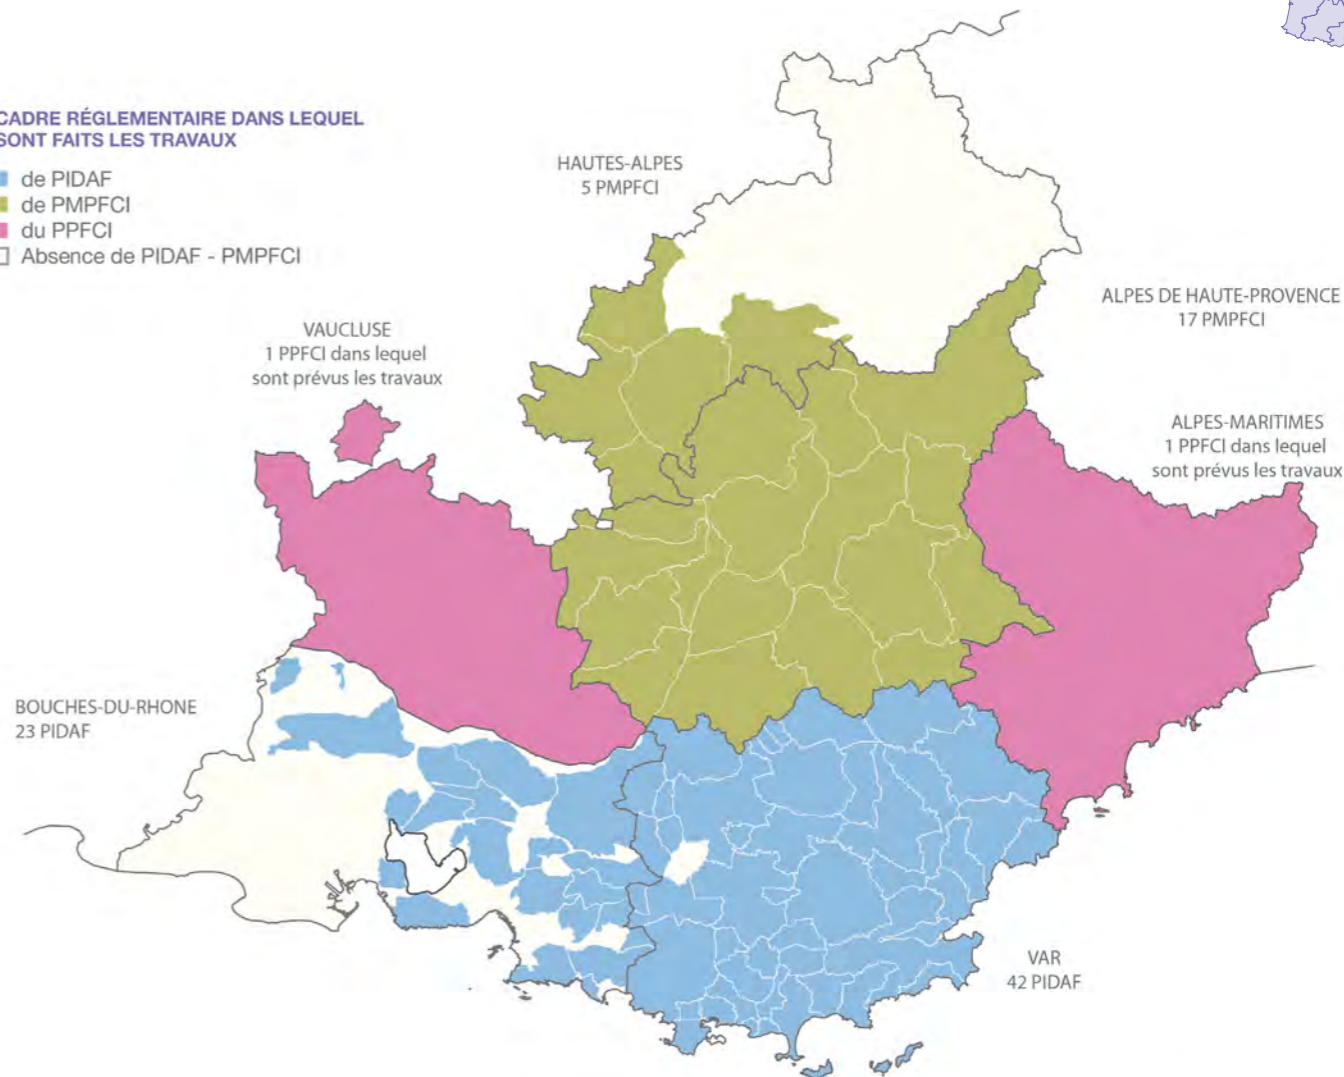 CADRE RÉGLEMENTAIRE DANS LEQUEL
SONT FAITS LES TRAVAUX
de PIDAF
de PMPFCI
du PPFCI
Absence de PIDAF - PMPFCI
HAUTES-ALPES
5 PMPFCI
ALPES DE HAUTE-PROVENCE
17 PMPFCI
VAUCLUSE
1 PPFCI dans lequel
sont prévus les travaux
ALPES-MARITIMES
1 PPFCI dans lequel
sont prévus les travaux
BOUCHES-DU-RHONE
23 PIDAF
VAR
42 PIDAF